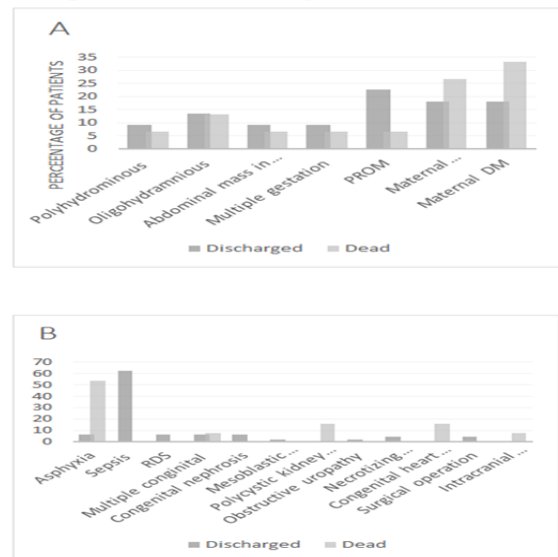 A
PERCEENTAGE OF PATIENTS
35
30
25
20
15
10
5
0
Polyhydrominous
Oligohydramnious
Abdominal mass in...
Multiple gestation
PROM
Maternal ...
Maternal DM
Discharged Dead
B
70
60
50
40
30
20
10
0
Asphyxia
Sepsis
RDS
Multiple conginital
Congenital nephrosis
Mesoblastic...
Polycystic kidney...
Obstructive uropathy
Necrotizing...
Congenital heart...
Surgical operation
Intracranial...
Discharged Dead